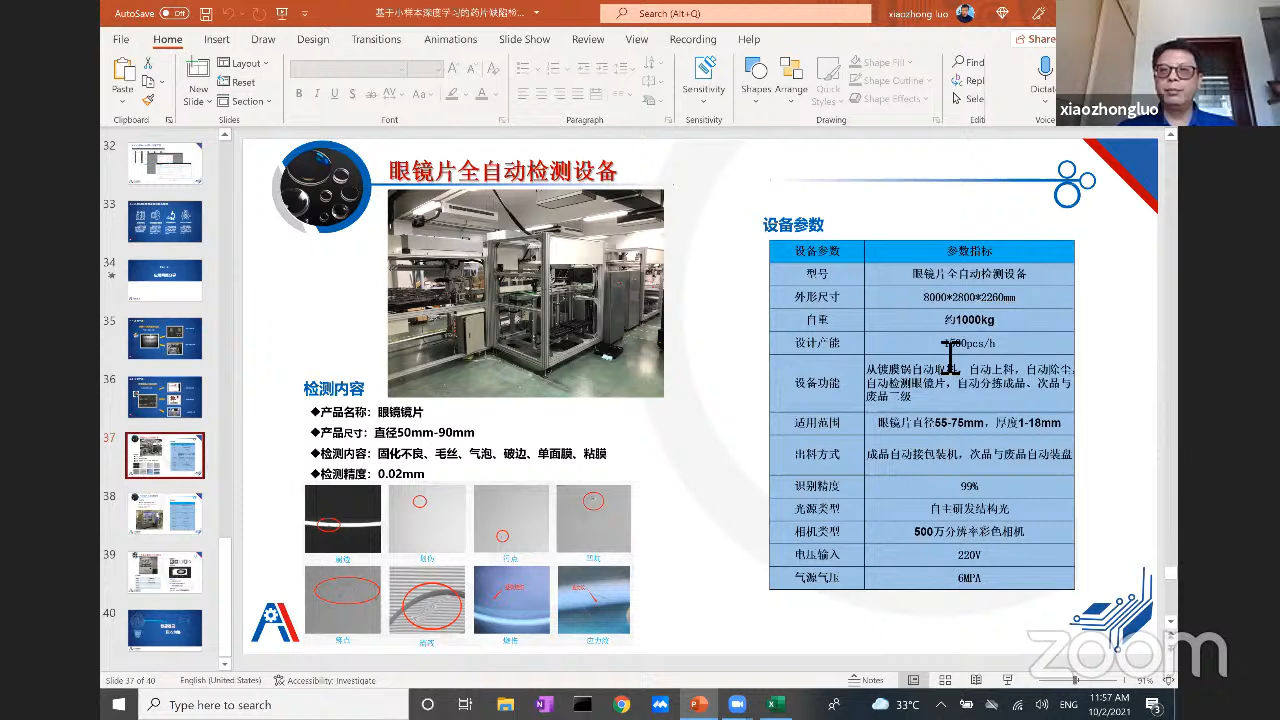 AutoSave
Off
基于小样本深度学习的药片缺陷检...
Search (Alt+Q)
xiaozhong luo
File
Home
Insert
Draw
Design
Transitions
Animations
Slide Show
Review
View
Recording
Help
Share
Paste
New
Slide
Layout
Reset
Section
Sensitivity
Shapes
Arrange
Quick
Styles
Shape Fill
Shape Outline
Shape Effects
Find
Repl
Sele
Dictat
Clipboard
Slides
Paragraph
Sensitivity
Drawing
Editi
Voice
xiaozhongluo
32
33
34
35
36
37
38
39
40
眼镜片全自动检测设备
检测内容
◆产品名称：眼镜镜片
◆产品尺寸：直径50mm-90mm
◆检测内容：固化不良、毛丝、气泡、破边、单面膜、粘膜
◆检测精度：0.02mm
设备参数
设备参数 参数指标
型号 眼镜片全自动检测设备
外形尺寸 8000*2800*2260mm
自重 约1000kg
设计产能 pcs/h
设备功能 从镀膜锅自动取 ，自动上料，自动除尘，
自动检测眼镜片，自动分拣成品、次品与
废品三级
适用范围 眼镜片直径55-75mm，厚度1-18mm
出料方式 成品自动接包装机，次品与废品自动装盘
识别精度 99%
光源类型 自主研发结构光
相机类型 500万分辨率彩色相机
电压输入 220V
气源气压 6MPA
zoom
Slide 37 of 40
English (United States)
Accessibility: Investigate
Notes
91%
Type here to search
33°C
ENG
11:57 AM
10/2/2021
3